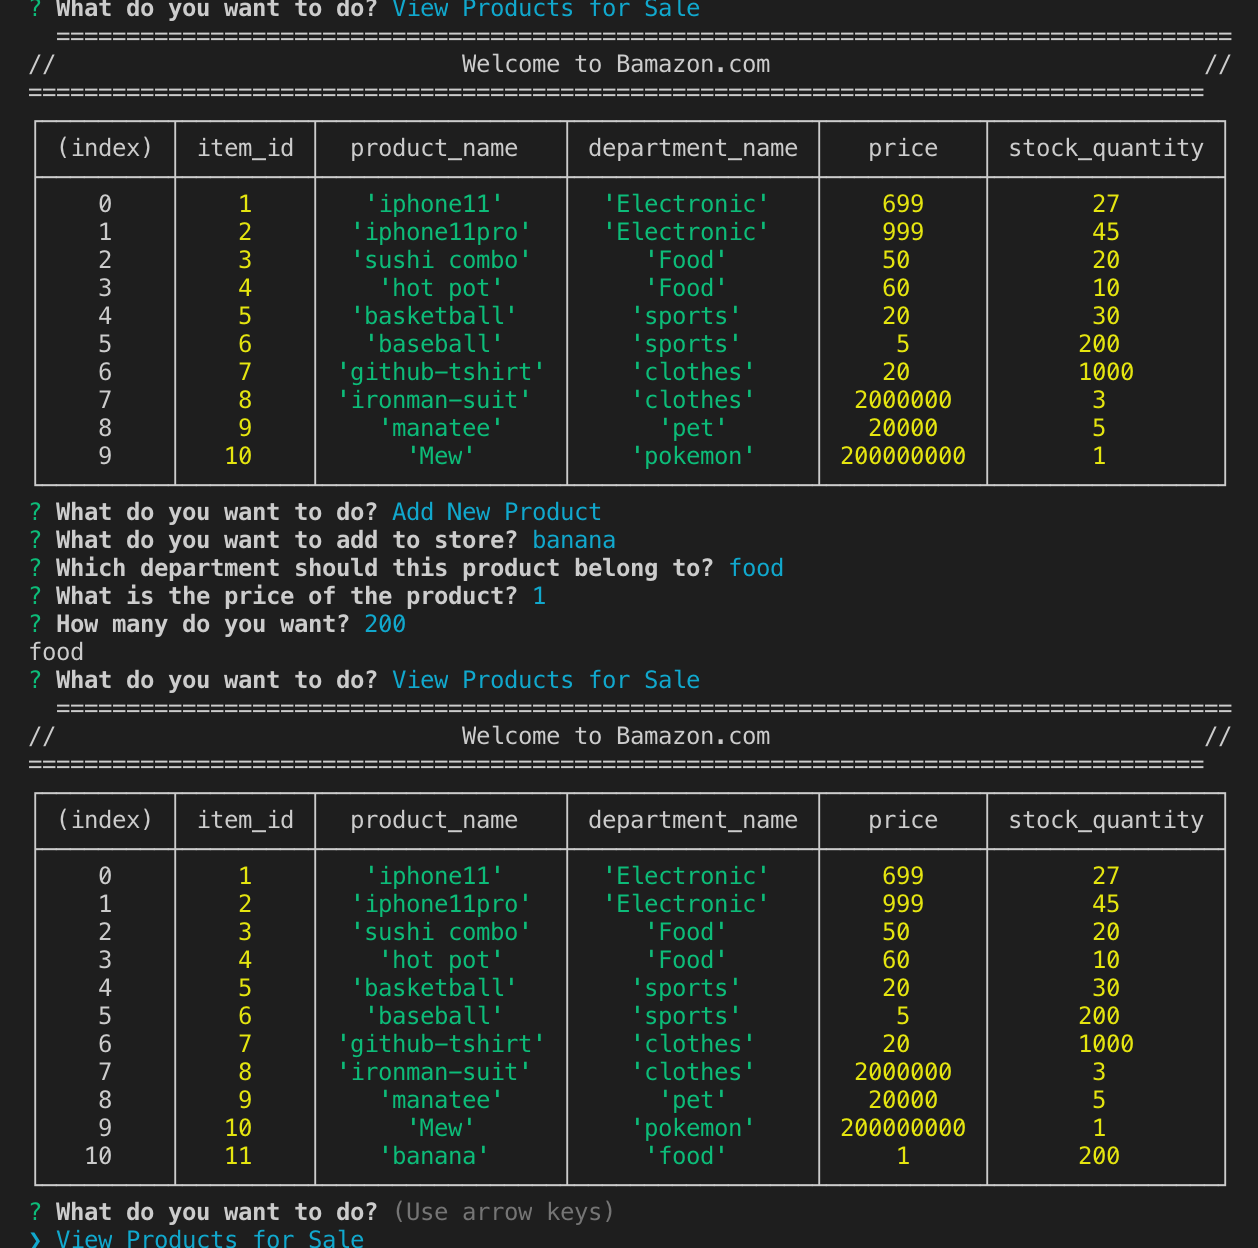 ? What do you want to do? View Products for Sale
====================================================================================
// Welcome to Bamazon.com //
====================================================================================
(index) item_id product_name department_name price stock_quantity
0 1 'iphone11' 'Electronic' 699 27
1 2 'iphone11pro' 'Electronic' 999 45
2 3 'sushi combo' 'Food' 50 20
3 4 'hot pot' 'Food' 60 10
4 5 'basketball' 'sports' 20 30
5 6 'baseball' 'sports' 5 200
6 7 'github-tshirt' 'clothes' 20 1000
7 8 'ironman-suit' 'clothes' 2000000 3
8 9 'manatee' 'pet' 20000 5
9 10 'Mew' 'pokemon' 200000000 1
? What do you want to do? Add New Product
? What do you want to add to store? banana
? Which department should this product belong to? food
? What is the price of the product? 1
? How many do you want? 200
food
? What do you want to do? View Products for Sale
====================================================================================
// Welcome to Bamazon.com //
====================================================================================
(index) item_id product_name department_name price stock_quantity
0 1 'iphone11' 'Electronic' 699 27
1 2 'iphone11pro' 'Electronic' 999 45
2 3 'sushi combo' 'Food' 50 20
3 4 'hot pot' 'Food' 60 10
4 5 'basketball' 'sports' 20 30
5 6 'baseball' 'sports' 5 200
6 7 'github-tshirt' 'clothes' 20 1000
7 8 'ironman-suit' 'clothes' 2000000 3
8 9 'manatee' 'pet' 20000 5
9 10 'Mew' 'pokemon' 200000000 1
10 11 'banana' 'food' 1 200
? What do you want to do? (Use arrow keys)
❯ View Products for Sale